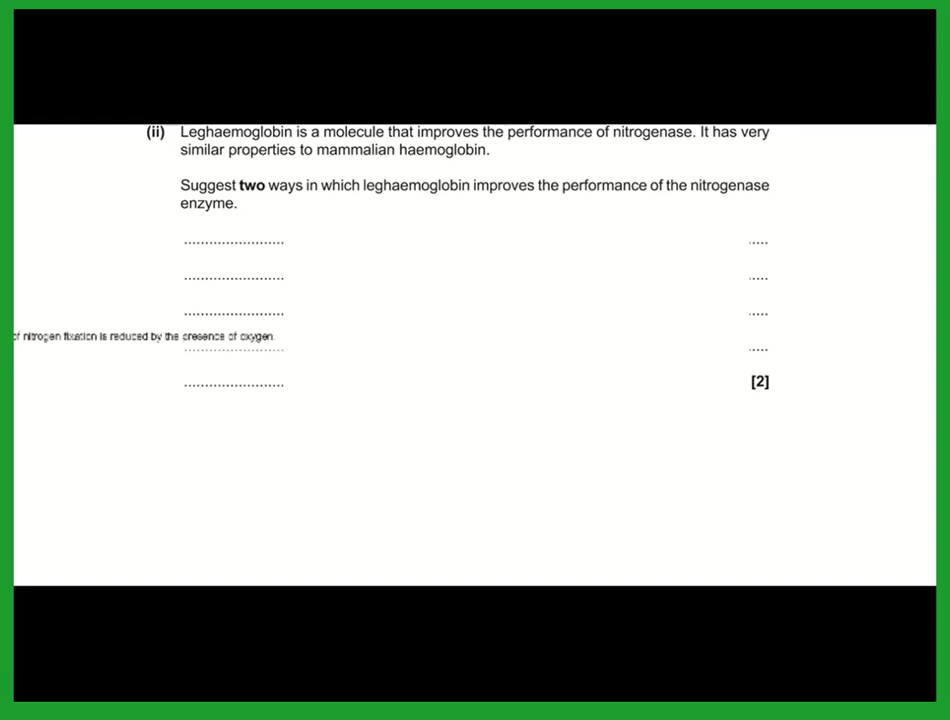 (ii) Leghaemoglobin is a molecule that improves the performance of nitrogenase. It has very
similar properties to mammalian haemoglobin.
Suggest two ways in which leghaemoglobin improves the performance of the nitrogenase
enzyme.
........................ .....
........................ .....
........................ .....
of nitrogen fixation is reduced by the presence of oxygen.
........................ .....
........................ [2]